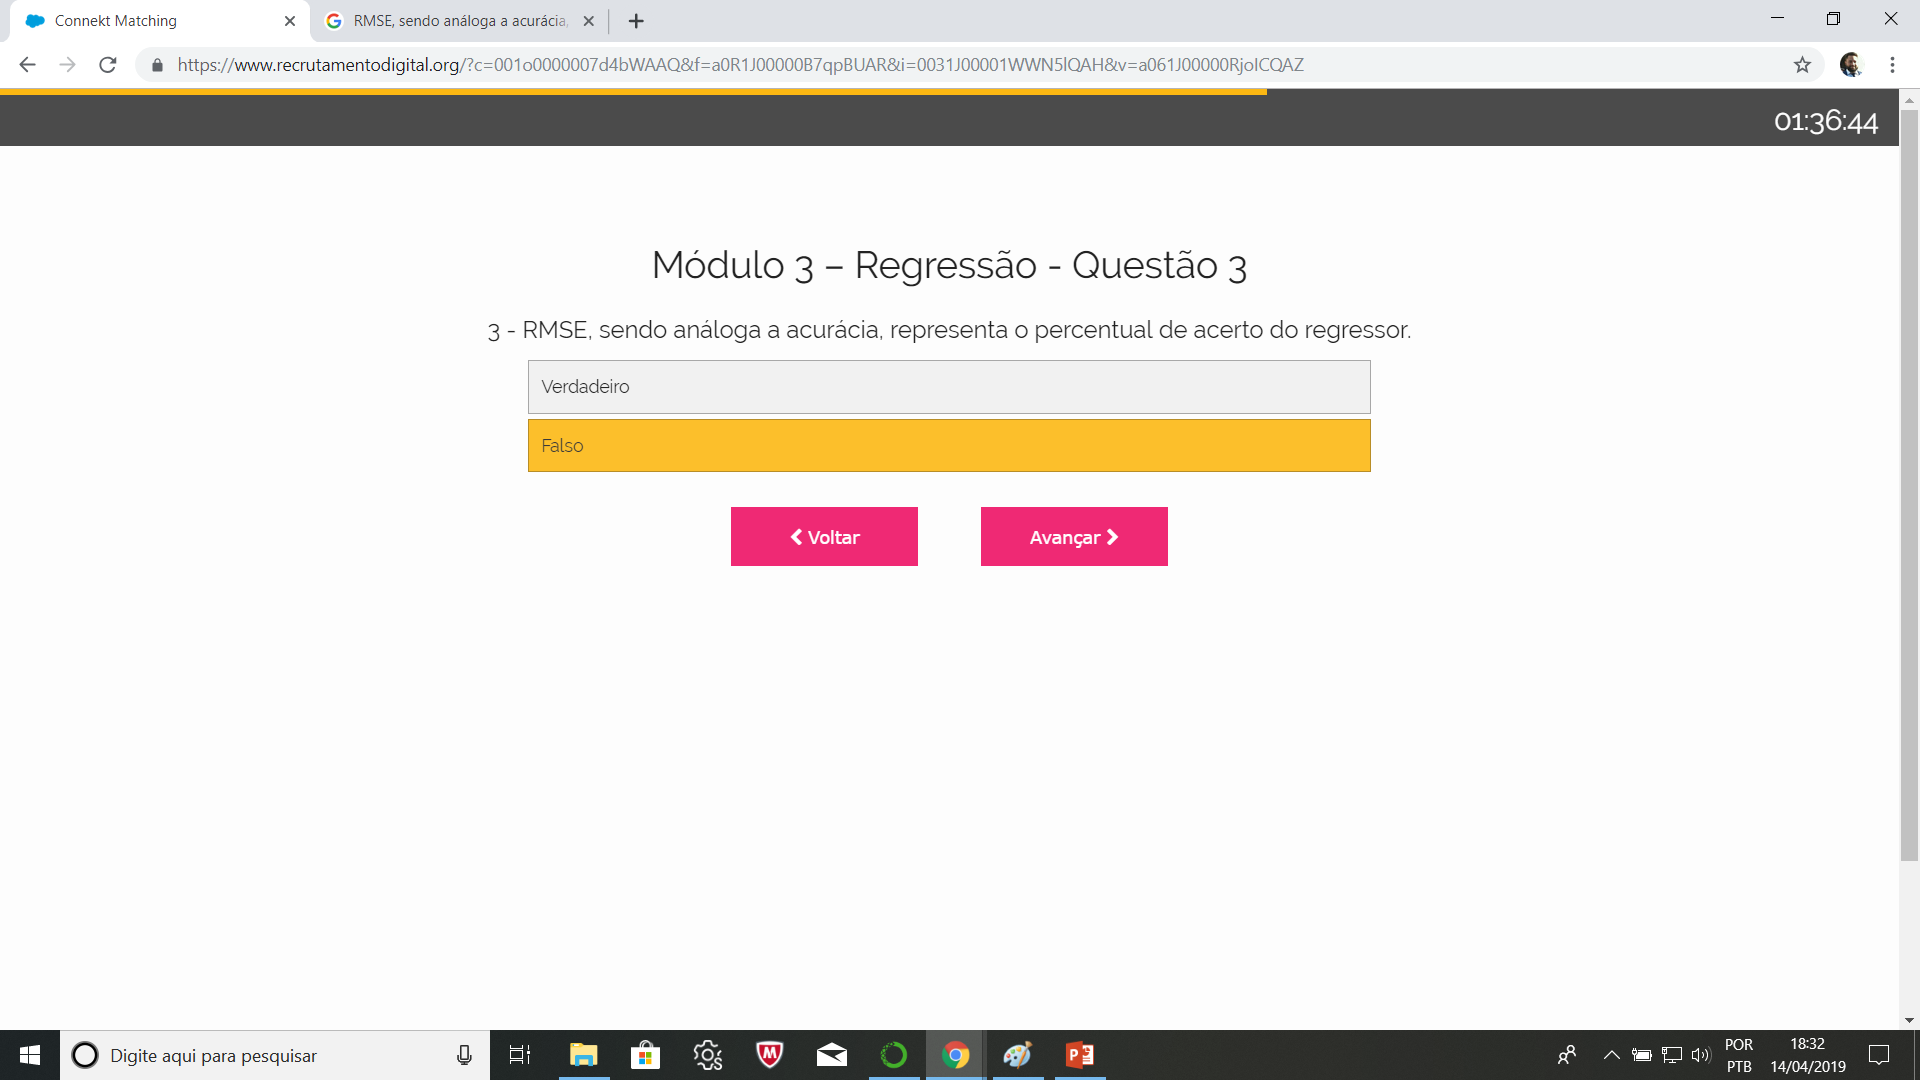 Connekt Matching
RMSE, sendo análoga a acurácia,
https://www.recrutamentodigital.org/?c=001o0000007d4bWAAQ&f=a0R1J00000B7qpBUAR&i=0031J00001WWN5lQAH&v=a061J00000RjoICQAZ
01:36:44
Módulo 3 – Regressão - Questão 3
3 - RMSE, sendo análoga a acurácia, representa o percentual de acerto do regressor.
Verdadeiro
Falso
Voltar
Avançar
Digite aqui para pesquisar
POR
PTB
18:32
14/04/2019